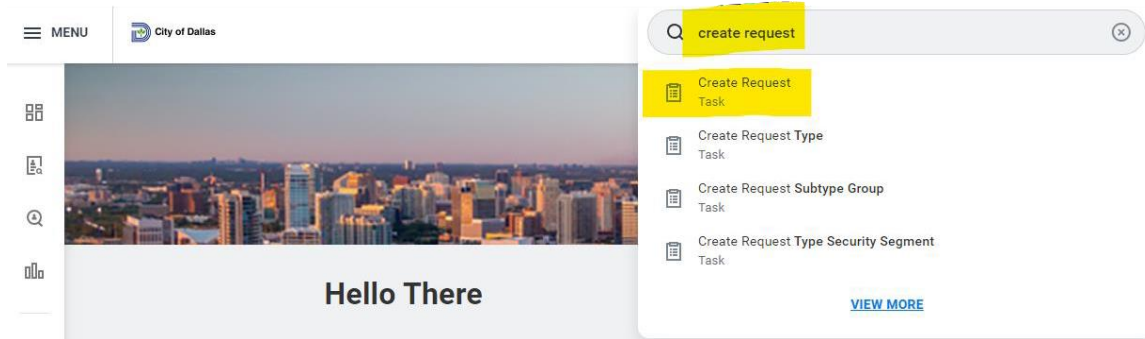 MENU
City of Dallas
create request
Create Request
Task
Create Request Type
Task
Create Request Subtype Group
Task
Create Request Type Security Segment
Task
VIEW MORE
Hello There